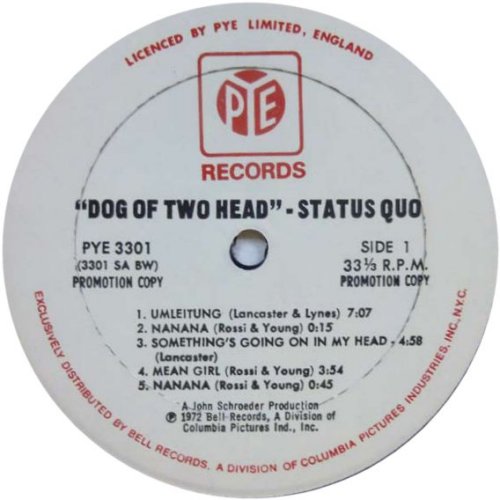 LICENCED BY PYE LIMITED, ENGLAND
PYE
RECORDS
"DOG OF TWO HEAD" - STATUS QUO
PYE 3301
(3301 SA BW)
PROMOTION COPY
SIDE 1
33⅓ R.P.M.
PROMOTION COPY
1. UMLEITUNG (Lancaster & Lynes) 7:07
2. NANANA (Rossi & Young) 0:15
3. SOMETHING'S GOING ON IN MY HEAD - 4:58
(Lancaster)
4. MEAN GIRL (Rossi & Young) 3:54
5. NANANA (Rossi & Young) 0:45
A John Schroeder Production
℗ 1972 Bell-Records, A Division of
Columbia Pictures Ind., Inc.
EXCLUSIVELY DISTRIBUTED BY BELL RECORDS. A DIVISION OF COLUMBIA PICTURES INDUSTRIES, INC., N.Y.C.